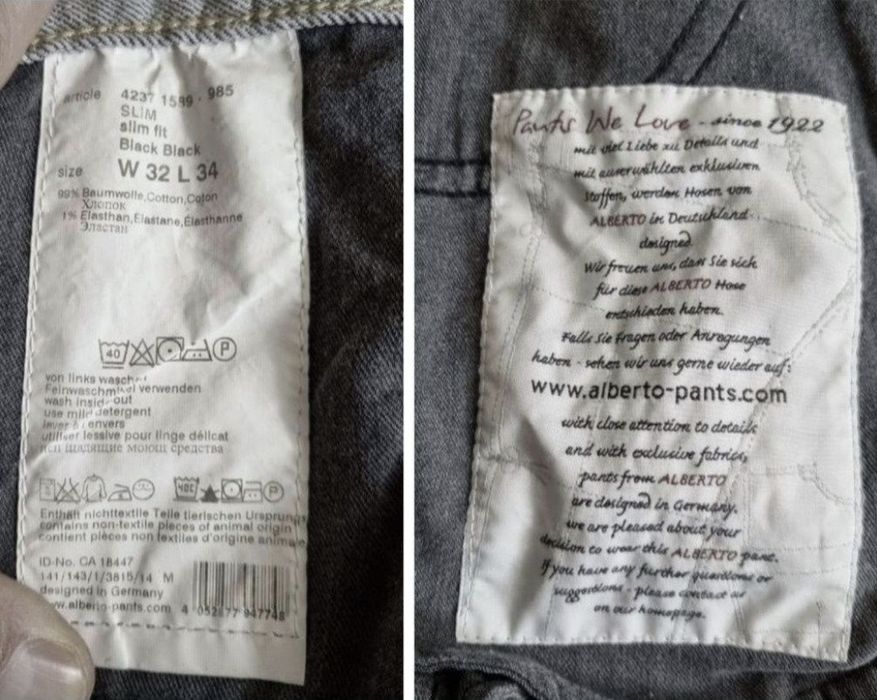 article 4237 1589 - 985
SLIM
slim fit
Black Black
size W 32 L 34
99% Baumwolle,Cotton,Coton
Хлопок
1% Elasthan,Elastane,Élasthanne
Эластан
40 P
von links waschen
Feinwaschmittel verwenden
wash inside out
use mild detergent
laver à l'envers
utiliser lessive pour linge délicat
щадящие моющ средства
40C P
Enthält nichttextile Teile tierischen Ursprungs
contains non-textile pieces of animal origin
contient pièces non textiles d'origine animale
ID-No. CA 18447
141/143/1/3815/14 M
designed in Germany
www.alberto-pants.com 4 052877 947748
Pants We Love - since 1922
mit viel Liebe zu Details und
mit auserwählten exklusiven
Stoffen, werden Hosen von
ALBERTO in Deutschland
designed.
Wir freuen uns, dass Sie sich
für diese ALBERTO Hose
entschieden haben.
Falls Sie Fragen oder Anregungen
haben - sehen wir uns gerne wieder auf:
www.alberto-pants.com
with close attention to details
and with exclusive fabrics,
pants from ALBERTO
are designed in Germany.
we are pleased about your
decision to wear this ALBERTO pant.
If you have any further questions or
suggestions - please contact us
on our homepage.